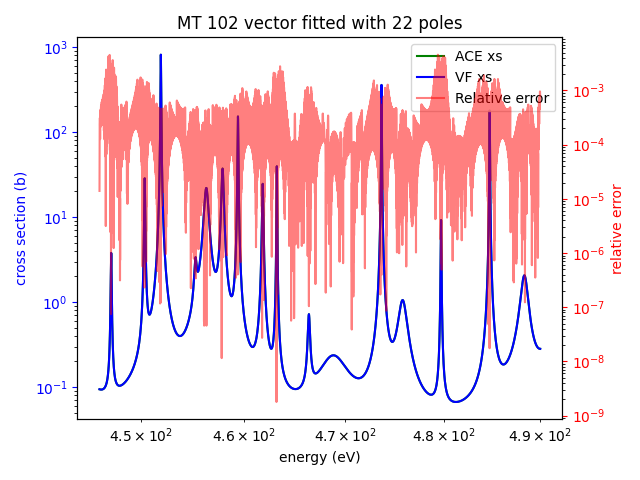 MT 102 vector fitted with 22 poles
ACE xs
VF xs
Relative error
10³
10²
10¹
10⁰
10⁻¹
cross section (b)
10⁻³
10⁻⁴
10⁻⁵
10⁻⁶
10⁻⁷
10⁻⁸
10⁻⁹
relative error
4.5 × 10² 4.6 × 10² 4.7 × 10² 4.8 × 10² 4.9 × 10²
energy (eV)